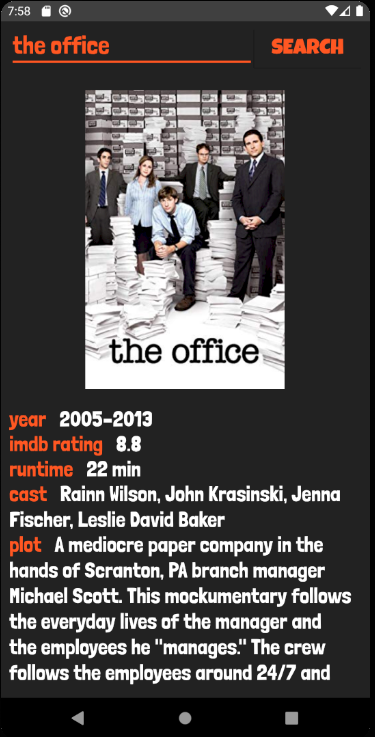 7:58
the office
SEARCH
the office
year 2005-2013
imdb rating 8.8
runtime 22 min
cast Rainn Wilson, John Krasinski, Jenna
Fischer, Leslie David Baker
plot A mediocre paper company in the
hands of Scranton, PA branch manager
Michael Scott. This mockumentary follows
the everyday lives of the manager and
the employees he "manages." The crew
follows the employees around 24/7 and